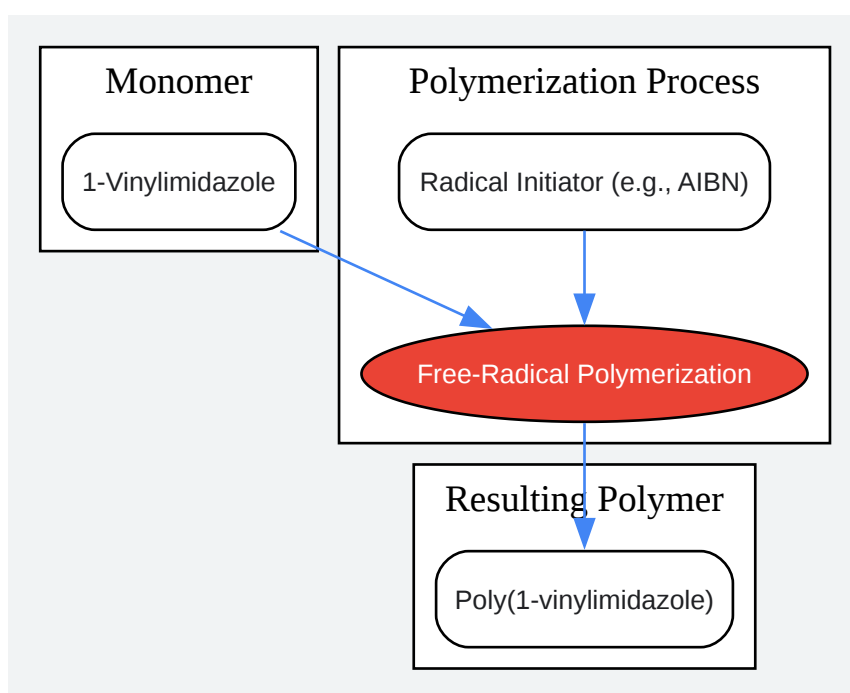 Monomer
Polymerization Process
1-Vinylimidazole
Radical Initiator (e.g., AIBN)
Free-Radical Polymerization
Resulting Polymer
Poly(1-vinylimidazole)